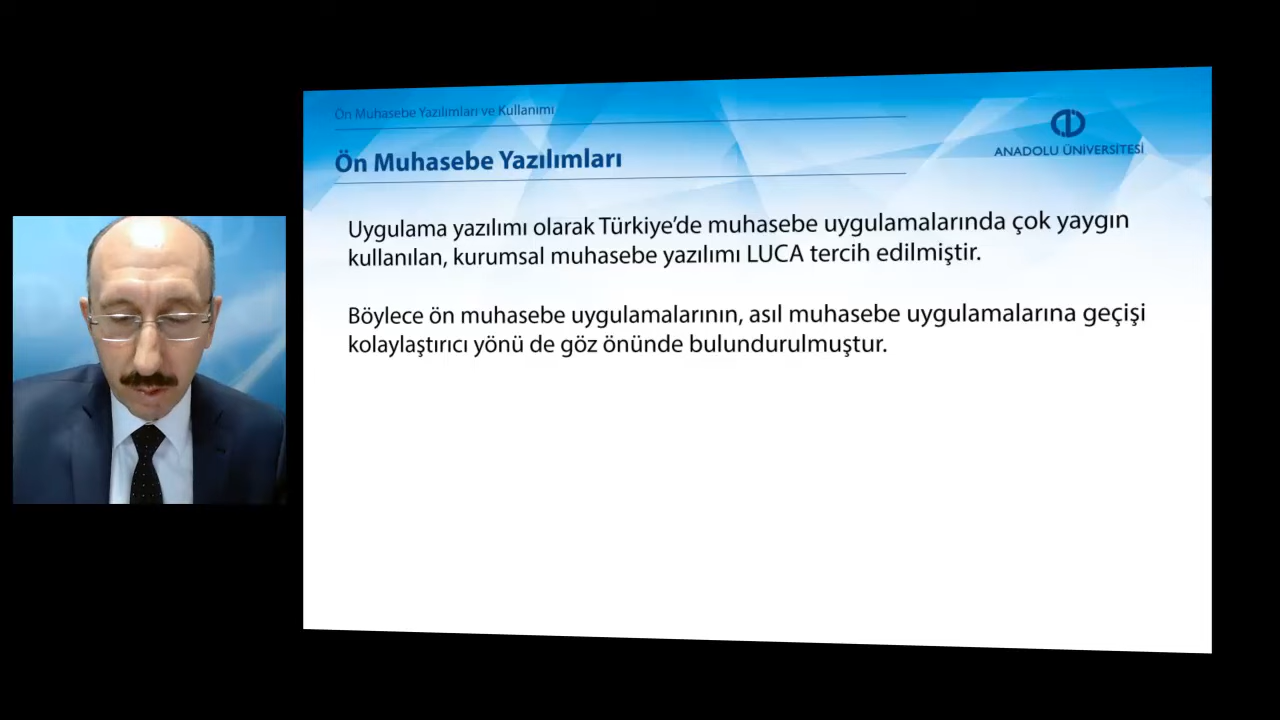 Ön Muhasebe Yazılımları ve Kullanımı
Ön Muhasebe Yazılımları
ANADOLU ÜNİVERSİTESİ
Uygulama yazılımı olarak Türkiye’de muhasebe uygulamalarında çok yaygın
kullanılan, kurumsal muhasebe yazılımı LUCA tercih edilmiştir.
Böylece ön muhasebe uygulamalarının, asıl muhasebe uygulamalarına geçişi
kolaylaştırıcı yönü de göz önünde bulundurulmuştur.